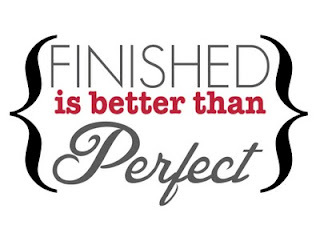 FINISHED
is better than
Perfect